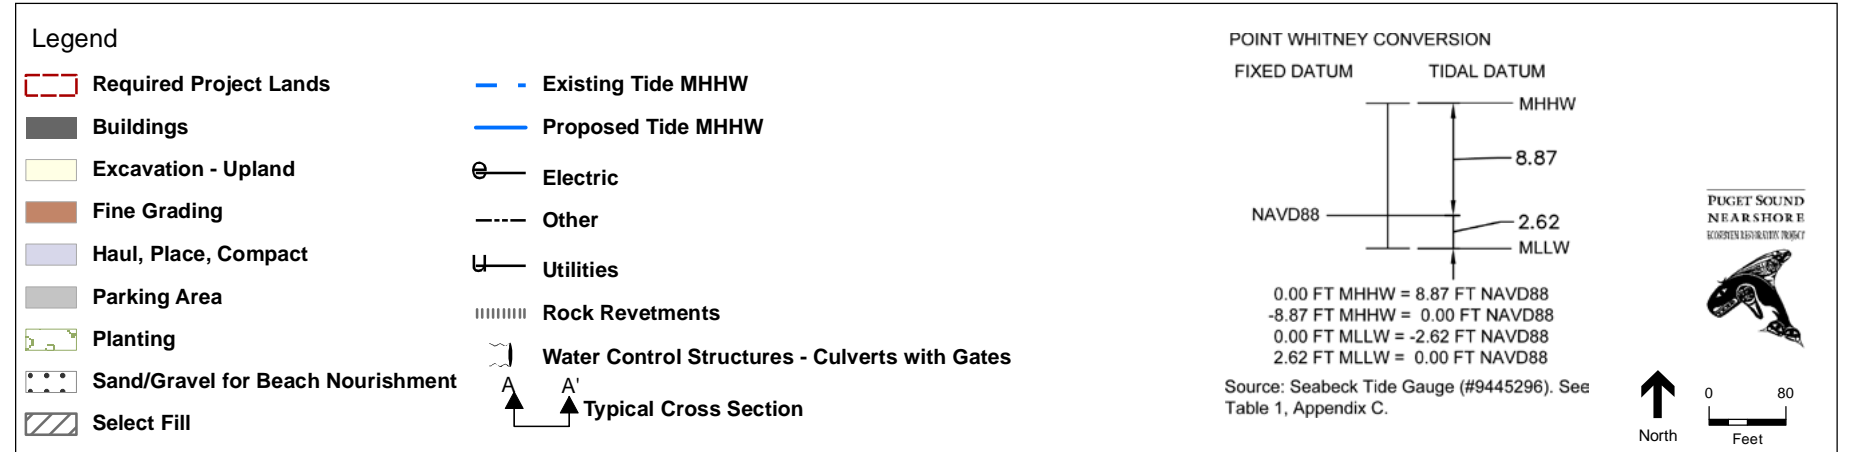 Legend
Required Project Lands
Buildings
Excavation - Upland
Fine Grading
Haul, Place, Compact
Parking Area
Planting
Sand/Gravel for Beach Nourishment
Select Fill
Existing Tide MHHW
Proposed Tide MHHW
e Electric
Other
U Utilities
Rock Revetments
Water Control Structures - Culverts with Gates
A A'
Typical Cross Section
POINT WHITNEY CONVERSION
FIXED DATUM TIDAL DATUM
MHHW
8.87
NAVD88
2.62
MLLW
0.00 FT MHHW = 8.87 FT NAVD88
-8.87 FT MHHW = 0.00 FT NAVD88
0.00 FT MLLW = -2.62 FT NAVD88
2.62 FT MLLW = 0.00 FT NAVD88
Source: Seabeck Tide Gauge (#9445296). See
Table 1, Appendix C.
PUGET SOUND
NEARSHORE
ECOSYSTEM RESTORATION PROJECT
North
0 80
Feet